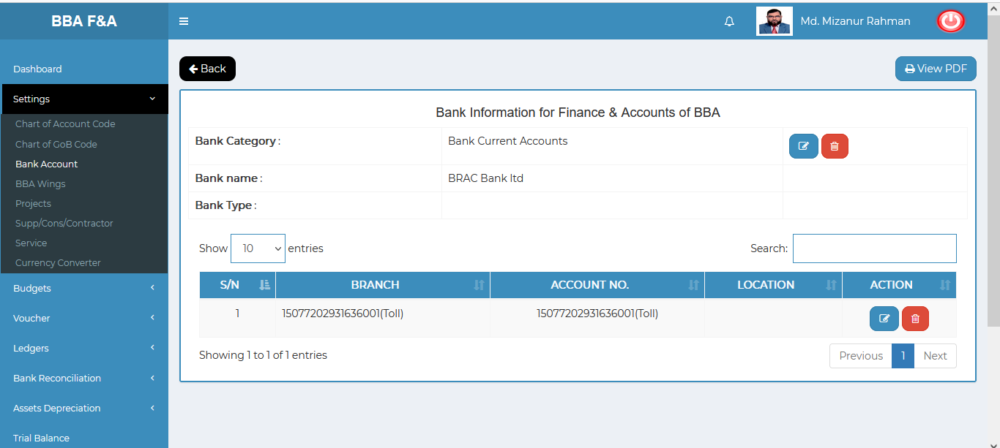 BBA F&A
Md. Mizanur Rahman
Dashboard
Settings
Chart of Account Code
Chart of GoB Code
Bank Account
BBA Wings
Projects
Supp/Cons/Contractor
Service
Currency Converter
Budgets
Voucher
Ledgers
Bank Reconciliation
Assets Depreciation
Trial Balance
Back
View PDF
Bank Information for Finance & Accounts of BBA
Bank Category : Bank Current Accounts
Bank name : BRAC Bank ltd
Bank Type :
Show 10 entries Search:
S/N BRANCH ACCOUNT NO. LOCATION ACTION
1 15077202931636001(Toll) 15077202931636001(Toll)
Showing 1 to 1 of 1 entries Previous 1 Next